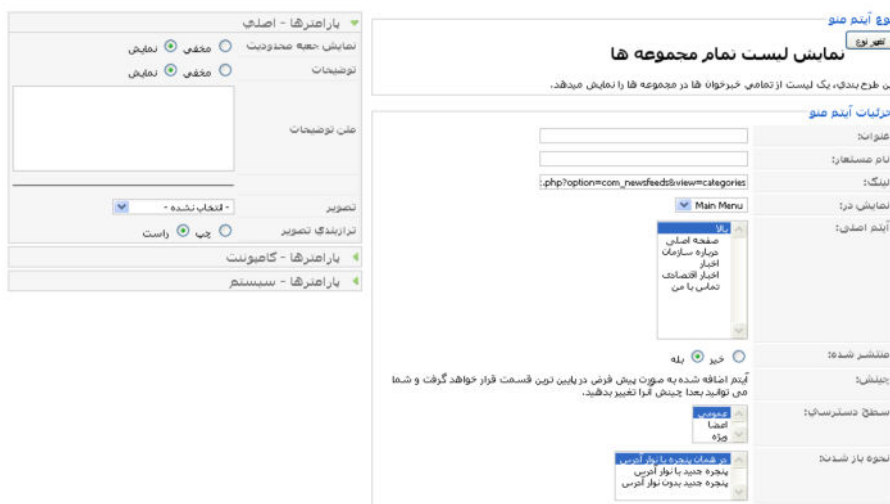 نوع آیتم منو
تغییر نوع
نمایش لیست تمام مجموعه ها
این طرح بندی، یک لیست از تمامی خبرخوان ها در مجموعه ها را نمایش میدهد.
جزئیات آیتم منو
عنوان:
نام مستعار:
لینک: .php?option=com_newsfeeds&view=categories
نمایش در: Main Menu
آیتم اصلی: بالا
صفحه اصلی
درباره سازمان
اخبار
اخبار اقتصادی
تماس با من
منتشر شده: خیر بله
چینش: آیتم اضافه شده به صورت پیش فرض در پایین ترین قسمت قرار خواهد گرفت و شما
می توانید بعدا چینش آنرا تغییر بدهید.
سطح دسترسی: عمومی
اعضا
ویژه
نحوه باز شدن: در همان پنجره با نوار آدرس
پنجره جدید با نوار آدرس
پنجره جدید بدون نوار آدرس
پارامترها - اصلی
نمایش جعبه محدودیت مخفی نمایش
توضیحات مخفی نمایش
متن توضیحات
تصویر - انتخاب نشده -
ترازبندی تصویر چپ راست
پارامترها - کامپوننت
پارامترها - سیستم